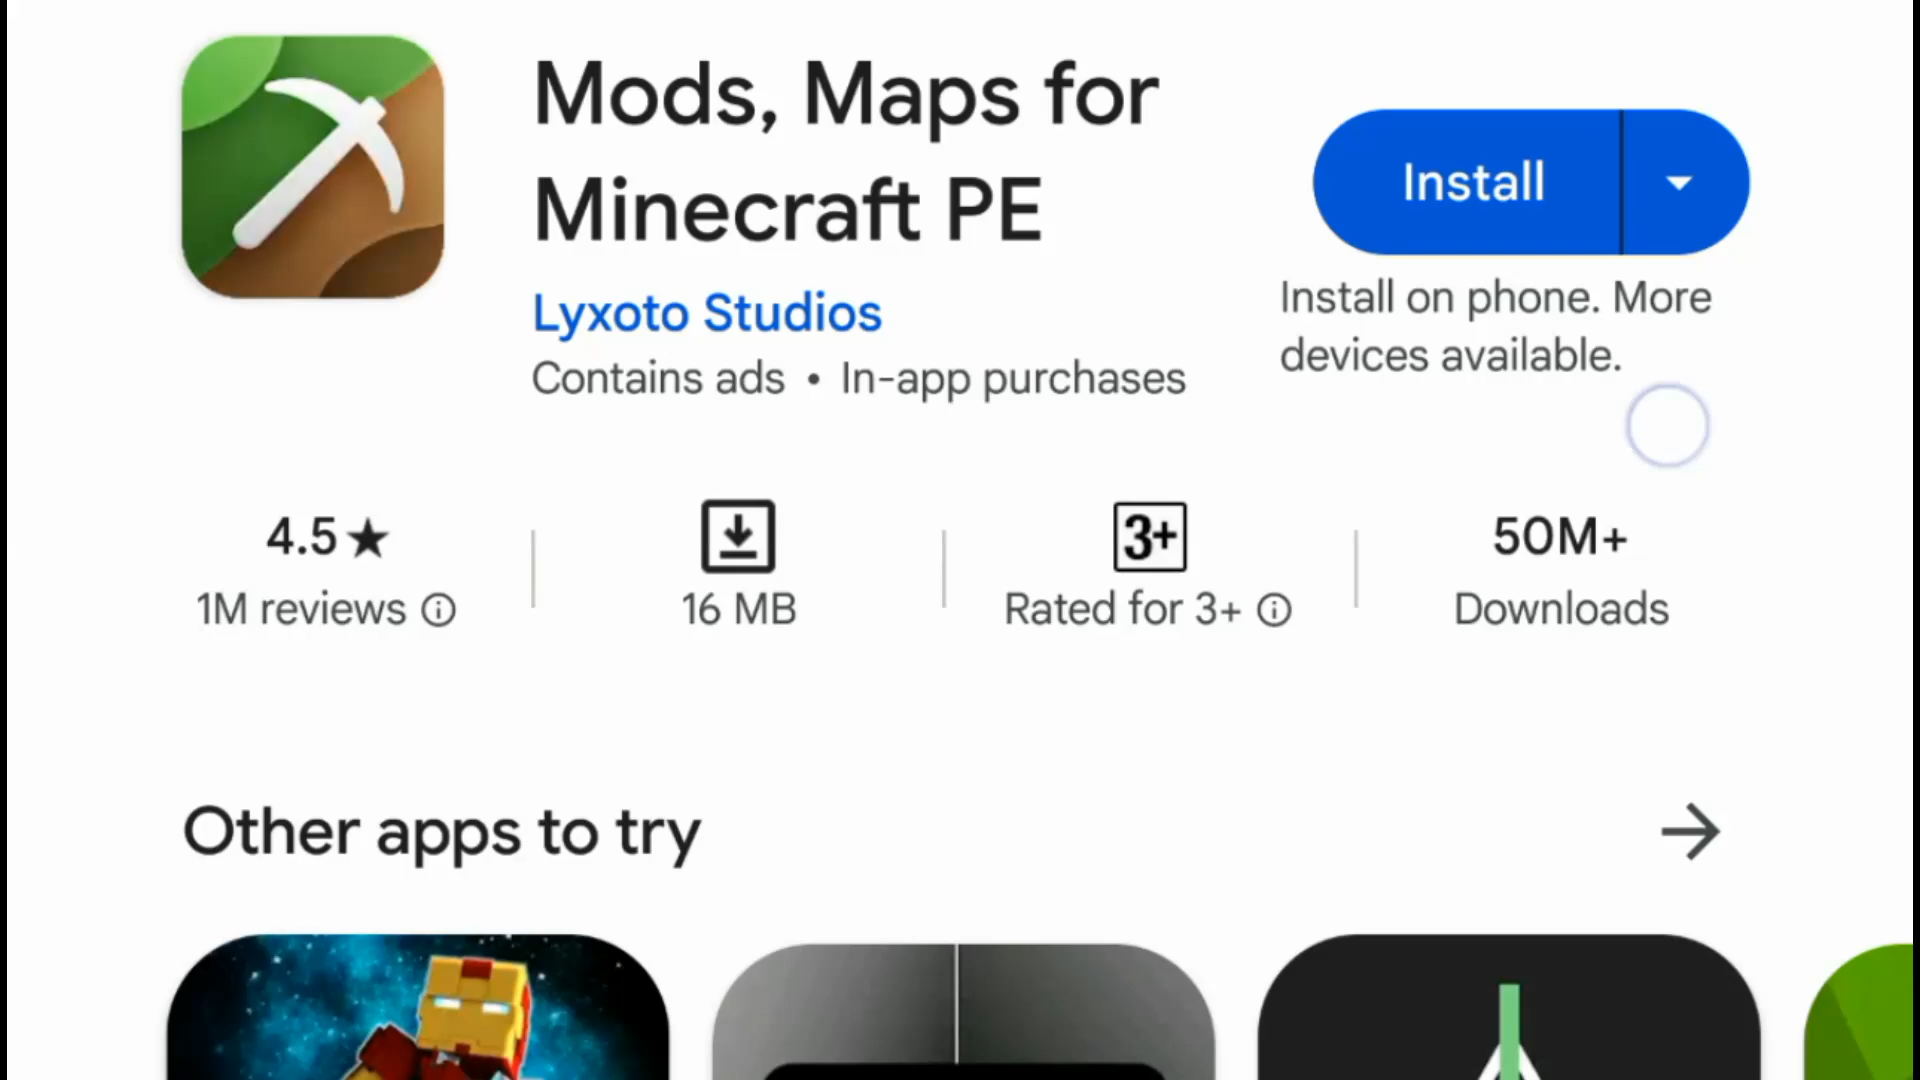 Mods, Maps for
Minecraft PE
Lyxoto Studios
Contains ads • In-app purchases
Install
Install on phone. More
devices available.
4.5★
1M reviews
16 MB
3+
Rated for 3+
50M+
Downloads
Other apps to try